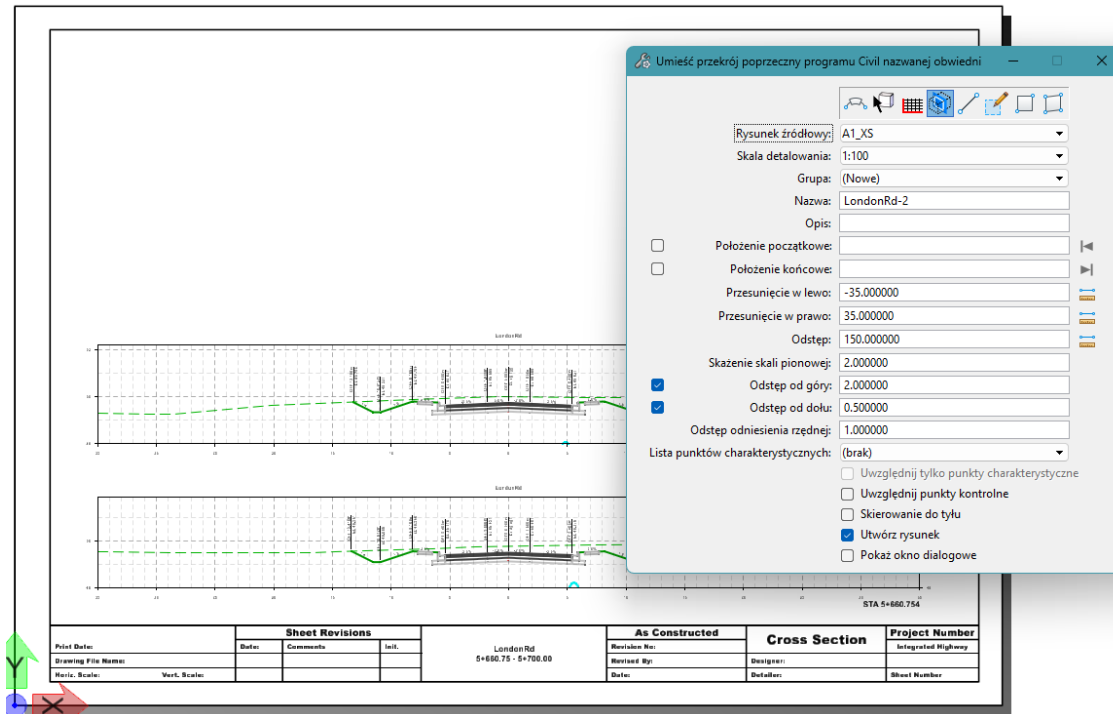 Umieść przekrój poprzeczny programu Civil nazwanej obwiedni
Rysunek źródłowy: A1_XS
Skala detalowania: 1:100
Grupa: (Nowe)
Nazwa: LondonRd-2
Opis:
Położenie początkowe:
Położenie końcowe:
Przesunięcie w lewo: -35.000000
Przesunięcie w prawo: 35.000000
Odstęp: 150.000000
Skażenie skali pionowej: 2.000000
Odstęp od góry: 2.000000
Odstęp od dołu: 0.500000
Odstęp odniesienia rzędnej: 1.000000
Lista punktów charakterystycznych: (brak)
Uwzględnij tylko punkty charakterystyczne
Uwzględnij punkty kontrolne
Skierowanie do tyłu
Utwórz rysunek
Pokaż okno dialogowe
LondonRd
LondonRd
STA 5+660.754
Print Date:
Drawing File Name:
Horiz. Scale: Vert. Scale:
Sheet Revisions
Date: Comments Init.
LondonRd
5+660.75 - 5+700.00
As Constructed
Revision No:
Revised By:
Date:
Cross Section
Designer:
Detailer:
Project Number
Integrated Highway
Sheet Number
Y
X